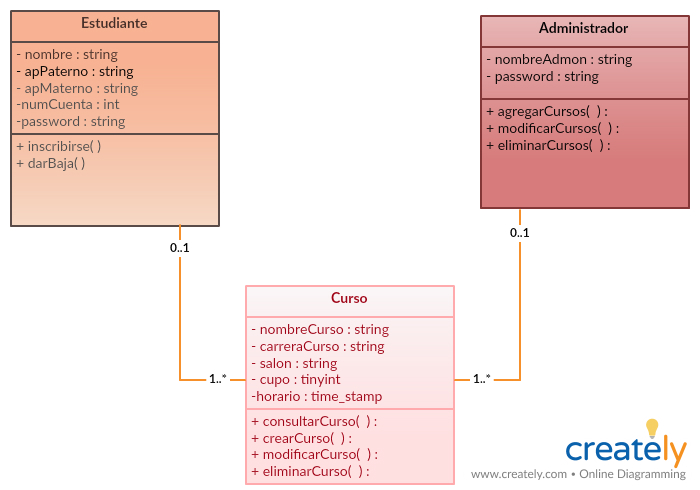 Estudiante
- nombre : string
- apPaterno : string
- apMaterno : string
-numCuenta : int
-password : string
+ inscribirse( )
+ darBaja( )
Administrador
- nombreAdmon : string
- password : string
+ agregarCursos(  ) :
+ modificarCursos(  ) :
+ eliminarCursos(  ) :
0..1
0..1
Curso
- nombreCurso : string
- carreraCurso : string
- salon : string
- cupo : tinyint
-horario : time_stamp
+ consultarCurso(  ) :
+ crearCurso(  ) :
+ modificarCurso(  ) :
+ eliminarCurso(  ) :
1..*
1..*
creately
www.creately.com • Online Diagramming